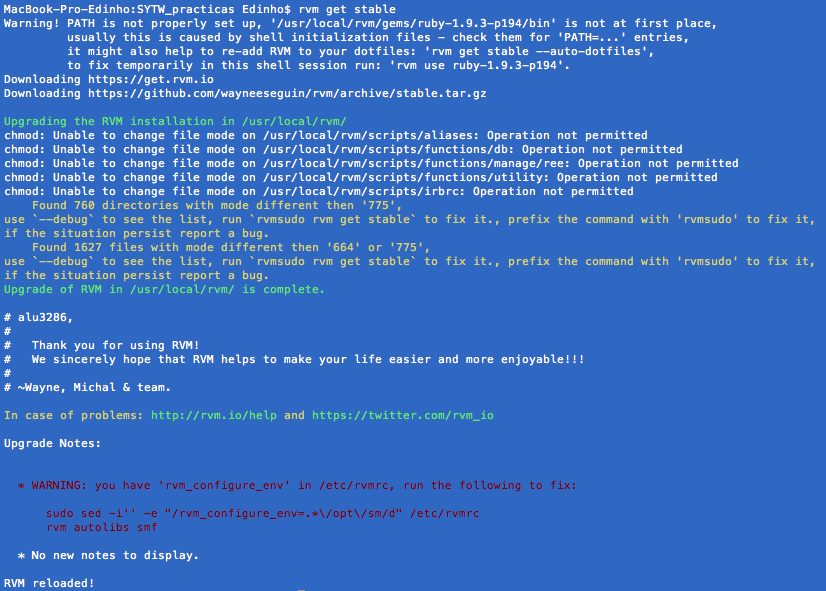 MacBook-Pro-Edinho:SYTW_practicas Edinho$ rvm get stable
Warning! PATH is not properly set up, '/usr/local/rvm/gems/ruby-1.9.3-p194/bin' is not at first place,
         usually this is caused by shell initialization files - check them for 'PATH=...' entries,
         it might also help to re-add RVM to your dotfiles: 'rvm get stable --auto-dotfiles',
         to fix temporarily in this shell session run: 'rvm use ruby-1.9.3-p194'.
Downloading https://get.rvm.io
Downloading https://github.com/wayneeseguin/rvm/archive/stable.tar.gz

Upgrading the RVM installation in /usr/local/rvm/
chmod: Unable to change file mode on /usr/local/rvm/scripts/aliases: Operation not permitted
chmod: Unable to change file mode on /usr/local/rvm/scripts/functions/db: Operation not permitted
chmod: Unable to change file mode on /usr/local/rvm/scripts/functions/manage/ree: Operation not permitted
chmod: Unable to change file mode on /usr/local/rvm/scripts/functions/utility: Operation not permitted
chmod: Unable to change file mode on /usr/local/rvm/scripts/irbrc: Operation not permitted
    Found 760 directories with mode different then '775',
use `--debug` to see the list, run `rvmsudo rvm get stable` to fix it., prefix the command with 'rvmsudo' to fix it,
if the situation persist report a bug.
    Found 1627 files with mode different then '664' or '775',
use `--debug` to see the list, run `rvmsudo rvm get stable` to fix it., prefix the command with 'rvmsudo' to fix it,
if the situation persist report a bug.
Upgrade of RVM in /usr/local/rvm/ is complete.

# alu3286,
#
#   Thank you for using RVM!
#   We sincerely hope that RVM helps to make your life easier and more enjoyable!!!
#
# ~Wayne, Michal & team.

In case of problems: http://rvm.io/help and https://twitter.com/rvm_io

Upgrade Notes:

  * WARNING: you have 'rvm_configure_env' in /etc/rvmrc, run the following to fix:

      sudo sed -i'' -e "/rvm_configure_env=.*\/opt\/sm/d" /etc/rvmrc
      rvm autolibs smf

  * No new notes to display.

RVM reloaded!